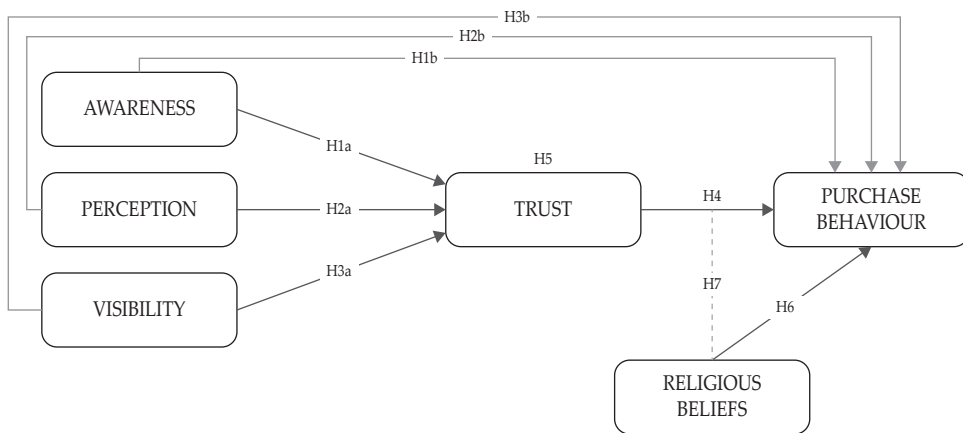 H3b
H2b
H1b
AWARENESS
H1a
H5
PERCEPTION
H2a
TRUST
H4
PURCHASE
BEHAVIOUR
H3a
VISIBILITY
H7
H6
RELIGIOUS
BELIEFS